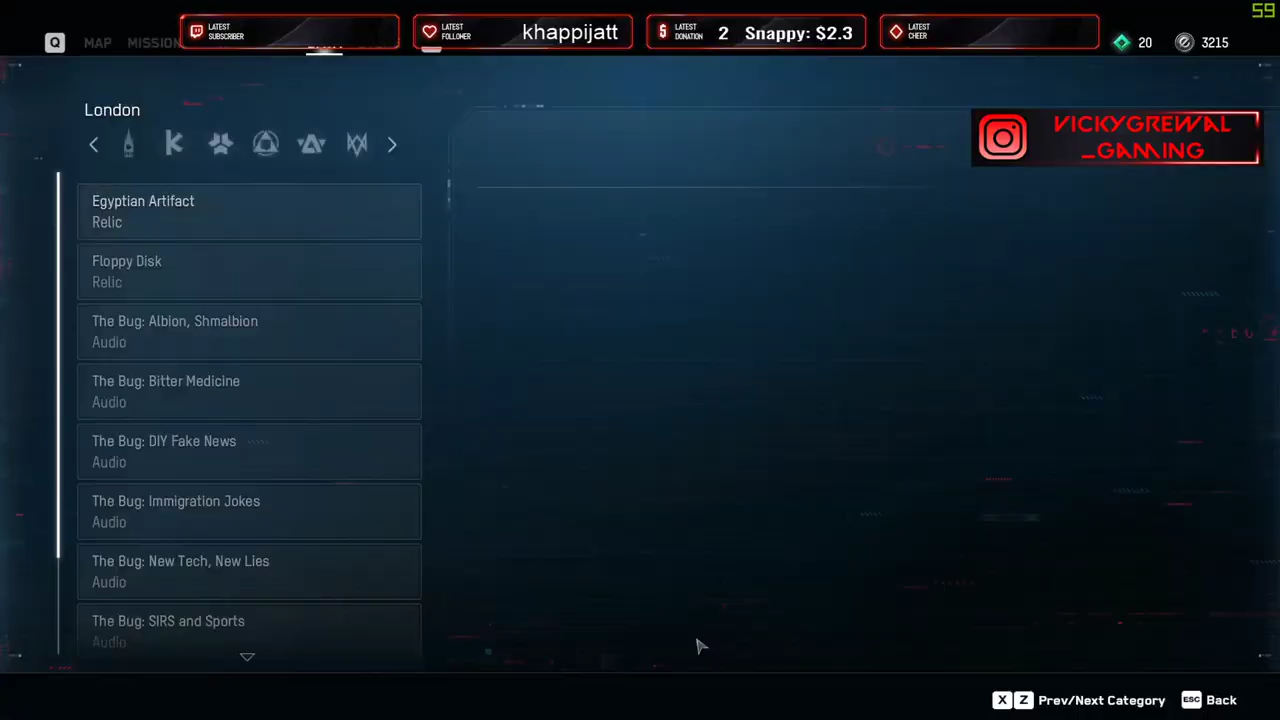 59
LATEST
SUBSCRIBER
LATEST
FOLLOWER
khappijatt
LATEST
DONATION
2 Snappy: $2.3
LATEST
CHEER
Q
MAP
MISSION
20
3215
London
VICKYGREWAL
_GAMING
Egyptian Artifact
Relic
Floppy Disk
Relic
The Bug: Albion, Shmalbion
Audio
The Bug: Bitter Medicine
Audio
The Bug: DIY Fake News
Audio
The Bug: Immigration Jokes
Audio
The Bug: New Tech, New Lies
Audio
The Bug: SIRS and Sports
Audio
X Z Prev/Next Category ESC Back